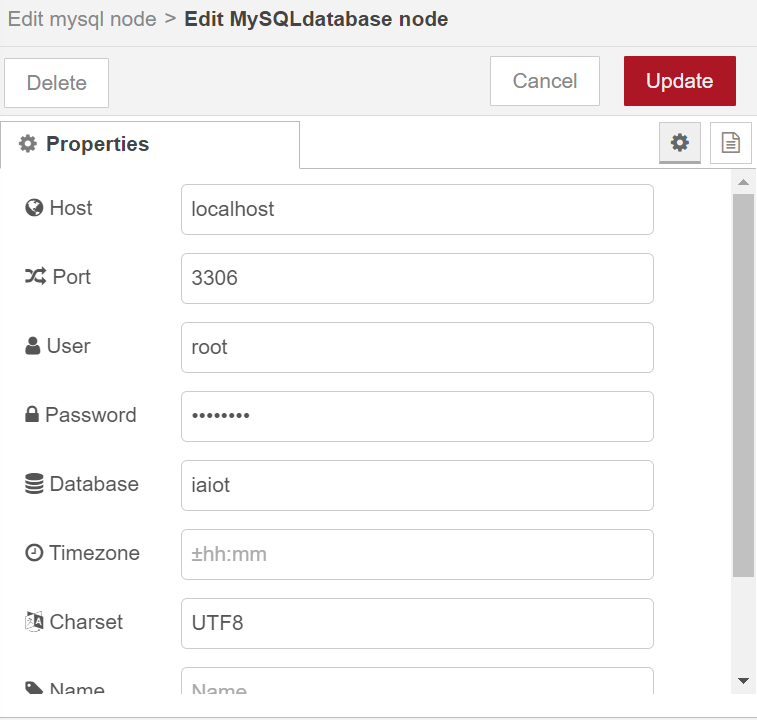 Edit mysql node > Edit MySQLdatabase node
Delete Cancel Update
Properties
Host localhost
Port 3306
User root
Password ••••••••
Database iaiot
Timezone ±hh:mm
Charset UTF8
Name Name